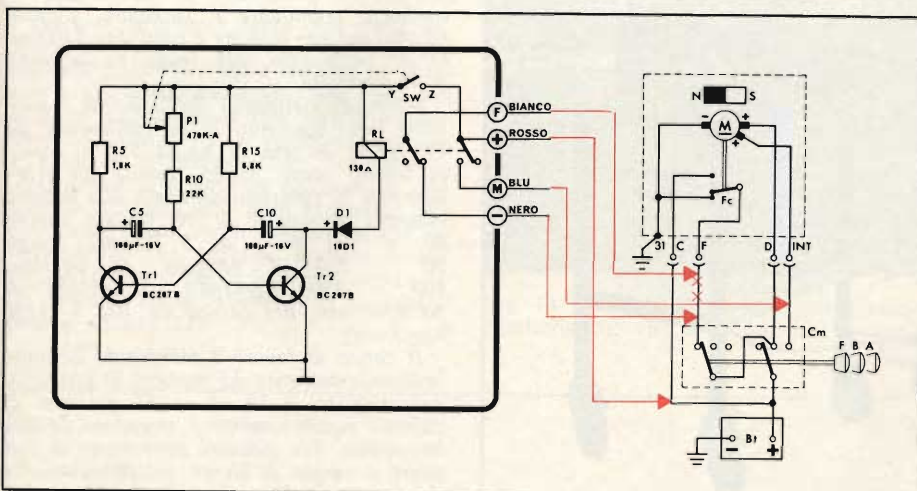 Y SW Z
P1
470K-A
R5
1,8K
R10
22K
R15
6,8K
RL
130Ω
C5
100µF-16V
C10
100µF-16V
D1
10D1
Tr1
BC207B
Tr2
BC207B
F BIANCO
+ ROSSO
M BLU
− NERO
N S
− M +
+
Fc
31 C F D INT
Cm
F B A
Bt
− +